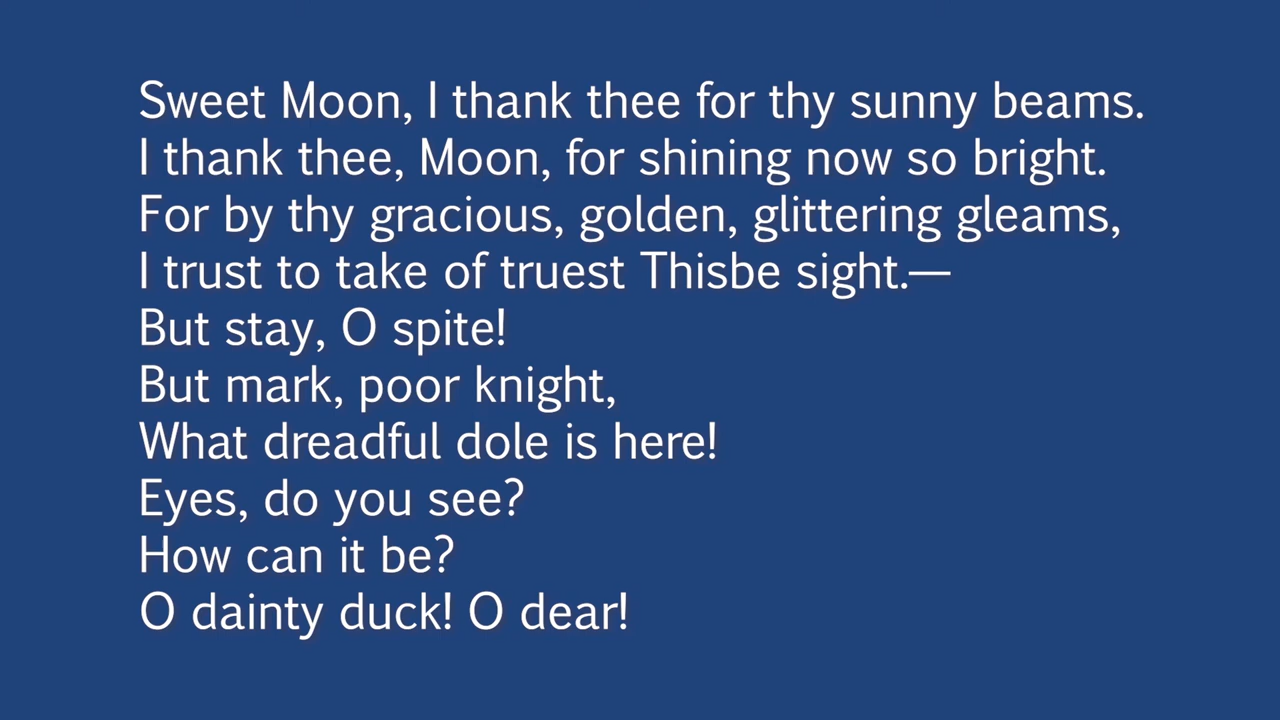 Sweet Moon, I thank thee for thy sunny beams.
I thank thee, Moon, for shining now so bright.
For by thy gracious, golden, glittering gleams,
I trust to take of truest Thisbe sight.—
But stay, O spite!
But mark, poor knight,
What dreadful dole is here!
Eyes, do you see?
How can it be?
O dainty duck! O dear!